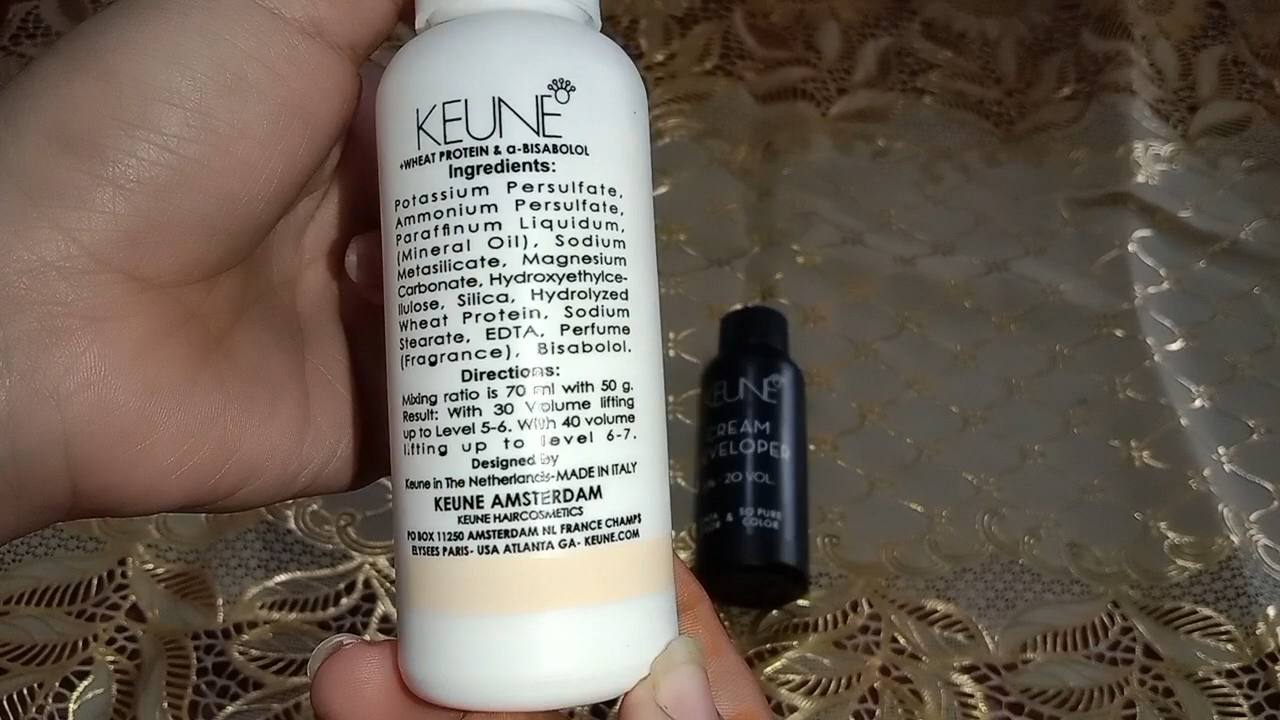 KEUNE
+WHEAT PROTEIN & α-BISABOLOL
Ingredients:
Potassium Persulfate,
Ammonium Persulfate,
Paraffinum Liquidum,
(Mineral Oil), Sodium
Metasilicate, Magnesium
Carbonate, Hydroxyethylce-
llulose, Silica, Hydrolyzed
Wheat Protein, Sodium
Stearate, EDTA, Perfume
(Fragrance), Bisabolol.
Directions:
Mixing ratio is 70 ml with 50 g.
Result: With 30 Volume lifting
up to Level 5-6. With 40 volume
lifting up to level 6-7.
Designed by
Keune in The Netherlands-MADE IN ITALY
KEUNE AMSTERDAM
KEUNE HAIRCOSMETICS
PO BOX 11250 AMSTERDAM NL FRANCE CHAMPS
ELYSEES PARIS- USA ATLANTA GA- KEUNE.COM
KEUNE
CREAM
DEVELOPER
20 VOL.
& SO PURE
COLOR